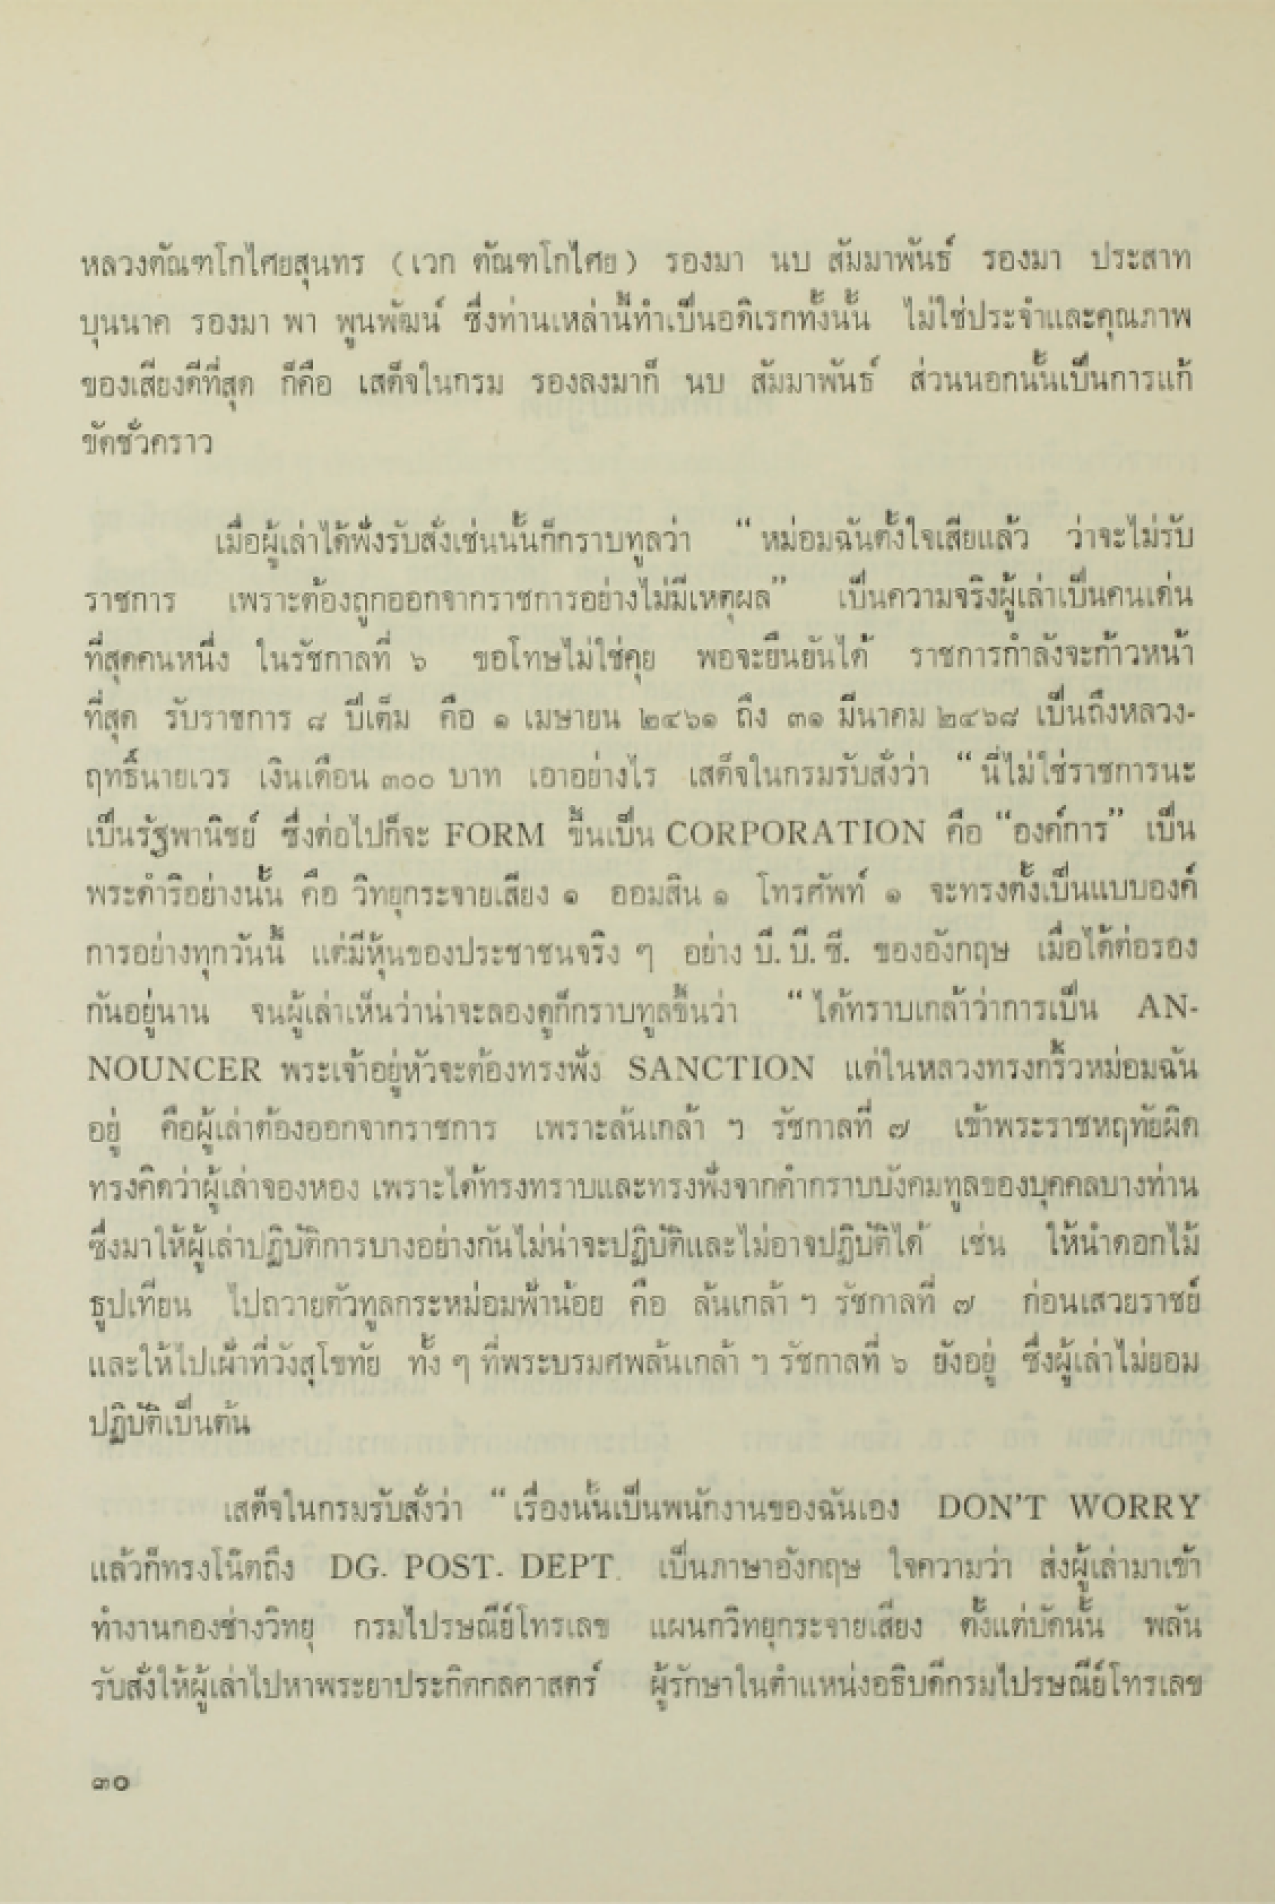 หลวงตัณฑโกไศยสุนทร (เวก ตัณฑโกไศย) รองมา นบ สัมมาพันธ์ รองมา ประสาท
บุนนาค รองมา พา พูนพัฒน์ ซึ่งท่านเหล่านี้ทำเป็นอดิเรกทั้งนั้น ไม่ใช่ประจำและคุณภาพ
ของเสียงดีที่สุด ก็คือ เสด็จในกรม รองลงมาก็ นบ สัมมาพันธ์ ส่วนนอกนั้นเป็นการแก้
ขัดชั่วคราว
เมื่อผู้เล่าได้ฟังรับสั่งเช่นนั้นก็กราบทูลว่า “หม่อมฉันตั้งใจเสียแล้ว ว่าจะไม่รับ
ราชการ เพราะต้องถูกออกจากราชการอย่างไม่มีเหตุผล” เป็นความจริงผู้เล่าเป็นคนเด่น
ที่สุดคนหนึ่ง ในรัชกาลที่ ๖ ขอโทษไม่ใช่คุย พอจะยืนยันได้ ราชการกำลังจะก้าวหน้า
ที่สุด รับราชการ ๘ ปีเต็ม คือ ๑ เมษายน ๒๔๖๑ ถึง ๓๑ มีนาคม ๒๔๖๘ เป็นถึงหลวง-
ฤทธิ์นายเวร เงินเดือน ๓๐๐ บาท เอาอย่างไร เสด็จในกรมรับสั่งว่า “นี่ไม่ใช่ราชการนะ
เป็นรัฐพานิชย์ ซึ่งต่อไปก็จะ FORM ขึ้นเป็น CORPORATION คือ “องค์การ” เป็น
พระดำริอย่างนั้น คือ วิทยุกระจายเสียง ๑ ออมสิน ๑ โทรศัพท์ ๑ จะทรงตั้งเป็นแบบองค์
การอย่างทุกวันนี้ แต่มีหุ้นของประชาชนจริง ๆ อย่าง บี. บี. ซี. ของอังกฤษ เมื่อได้ต่อรอง
กันอยู่นาน จนผู้เล่าเห็นว่าน่าจะลองดูก็กราบทูลขึ้นว่า “ได้ทราบเกล้าว่าการเป็น AN-
NOUNCER พระเจ้าอยู่หัวจะต้องทรงฟัง SANCTION แต่ในหลวงทรงกริ้วหม่อมฉัน
อยู่ คือผู้เล่าต้องออกจากราชการ เพราะล้นเกล้า ฯ รัชกาลที่ ๗ เข้าพระราชหฤทัยผิด
ทรงคิดว่าผู้เล่าจองหอง เพราะได้ทรงทราบและทรงฟังจากคำกราบบังคมทูลของบุคคลบางท่าน
ซึ่งมาให้ผู้เล่าปฏิบัติการบางอย่างกันไม่น่าจะปฏิบัติและไม่อาจปฏิบัติได้ เช่น ให้นำดอกไม้
ธูปเทียน ไปถวายตัวทูลกระหม่อมฟ้าน้อย คือ ล้นเกล้า ฯ รัชกาลที่ ๗ ก่อนเสวยราชย์
และให้ไปเฝ้าที่วังสุโขทัย ทั้ง ๆ ที่พระบรมศพล้นเกล้า ฯ รัชกาลที่ ๖ ยังอยู่ ซึ่งผู้เล่าไม่ยอม
ปฏิบัติเป็นต้น
เสด็จในกรมรับสั่งว่า “เรื่องนั้นเป็นพนักงานของฉันเอง DON'T WORRY
แล้วก็ทรงโน๊ตถึง DG. POST. DEPT. เป็นภาษาอังกฤษ ใจความว่า ส่งผู้เล่ามาเข้า
ทำงานกองช่างวิทยุ กรมไปรษณีย์โทรเลข แผนกวิทยุกระจายเสียง ตั้งแต่บัดนั้น พลัน
รับสั่งให้ผู้เล่าไปหาพระยาประกิตกลศาสตร์ ผู้รักษาในตำแหน่งอธิบดีกรมไปรษณีย์โทรเลข
๓๐